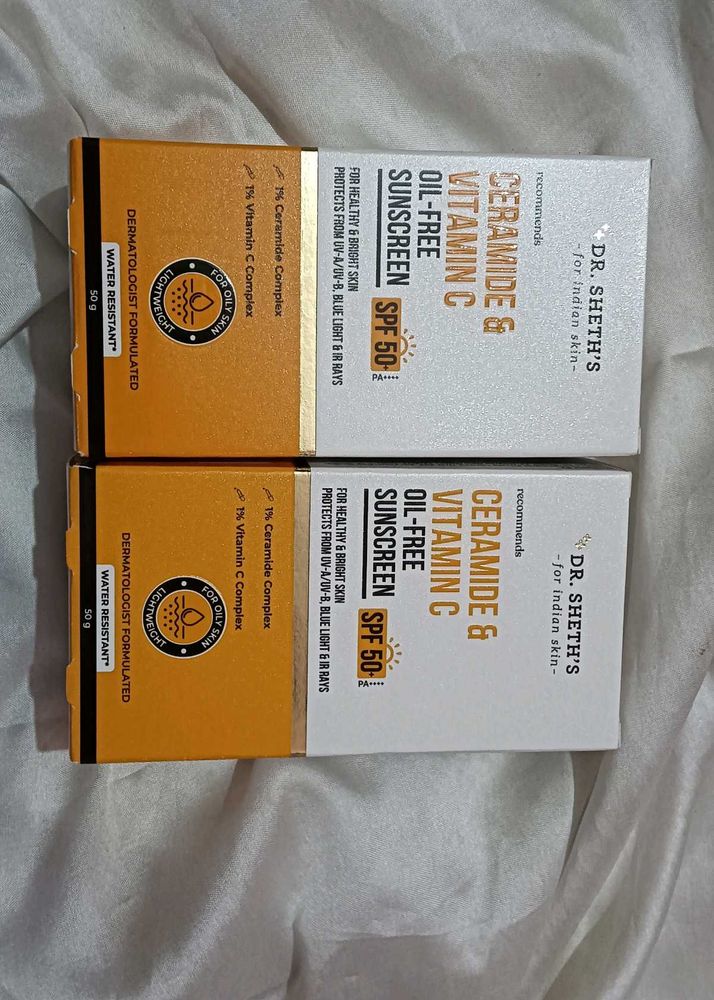 DR. SHETH'S
-for indian skin-
recommends
CERAMIDE &
VITAMIN C
OIL-FREE
SUNSCREEN
SPF 50+
PA++++
FOR HEALTHY & BRIGHT SKIN
PROTECTS FROM UV-A/UV-B, BLUE LIGHT & IR RAYS
1% Ceramide Complex
1% Vitamin C Complex
FOR OILY SKIN
LIGHTWEIGHT
DERMATOLOGIST FORMULATED
WATER RESISTANT*
50 g
DR. SHETH'S
-for indian skin-
recommends
CERAMIDE &
VITAMIN C
OIL-FREE
SUNSCREEN
SPF 50+
PA++++
FOR HEALTHY & BRIGHT SKIN
PROTECTS FROM UV-A/UV-B, BLUE LIGHT & IR RAYS
1% Ceramide Complex
1% Vitamin C Complex
FOR OILY SKIN
LIGHTWEIGHT
DERMATOLOGIST FORMULATED
WATER RESISTANT*
50 g